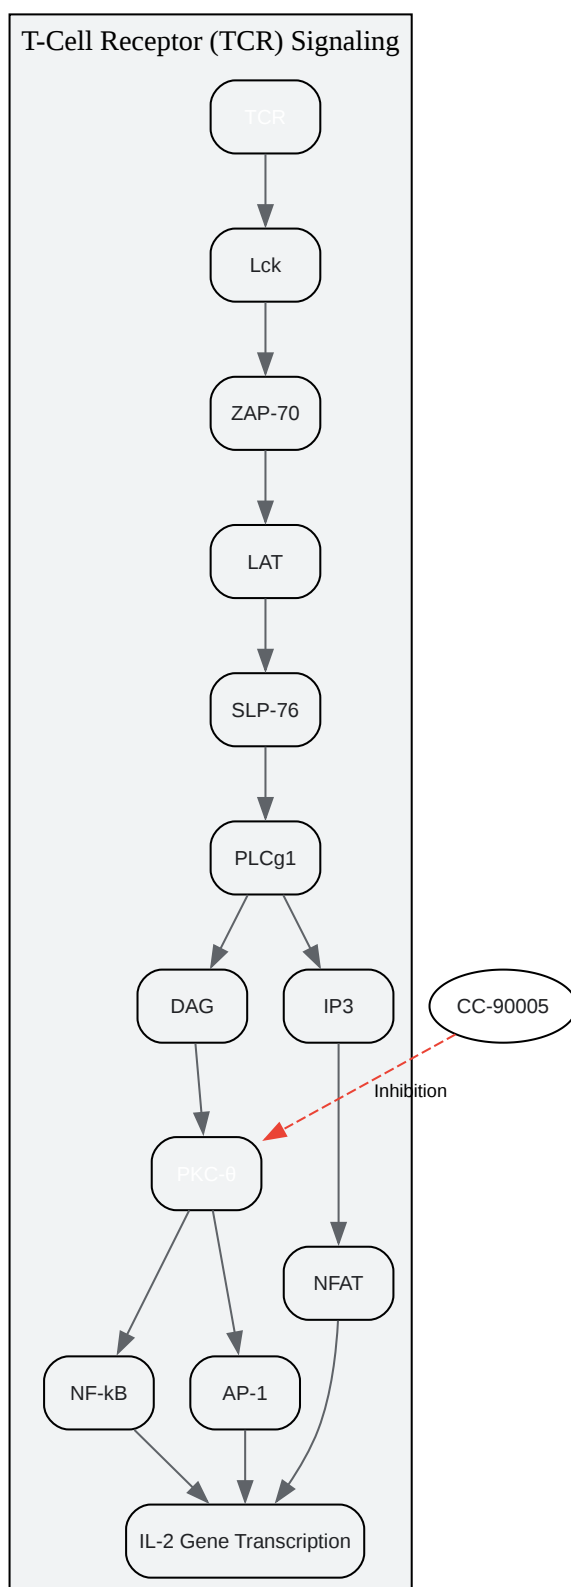 T-Cell Receptor (TCR) Signaling
TCR
Lck
ZAP-70
LAT
SLP-76
PLCg1
DAG
IP3
CC-90005
Inhibition
PKC-θ
NFAT
NF-kB
AP-1
IL-2 Gene Transcription